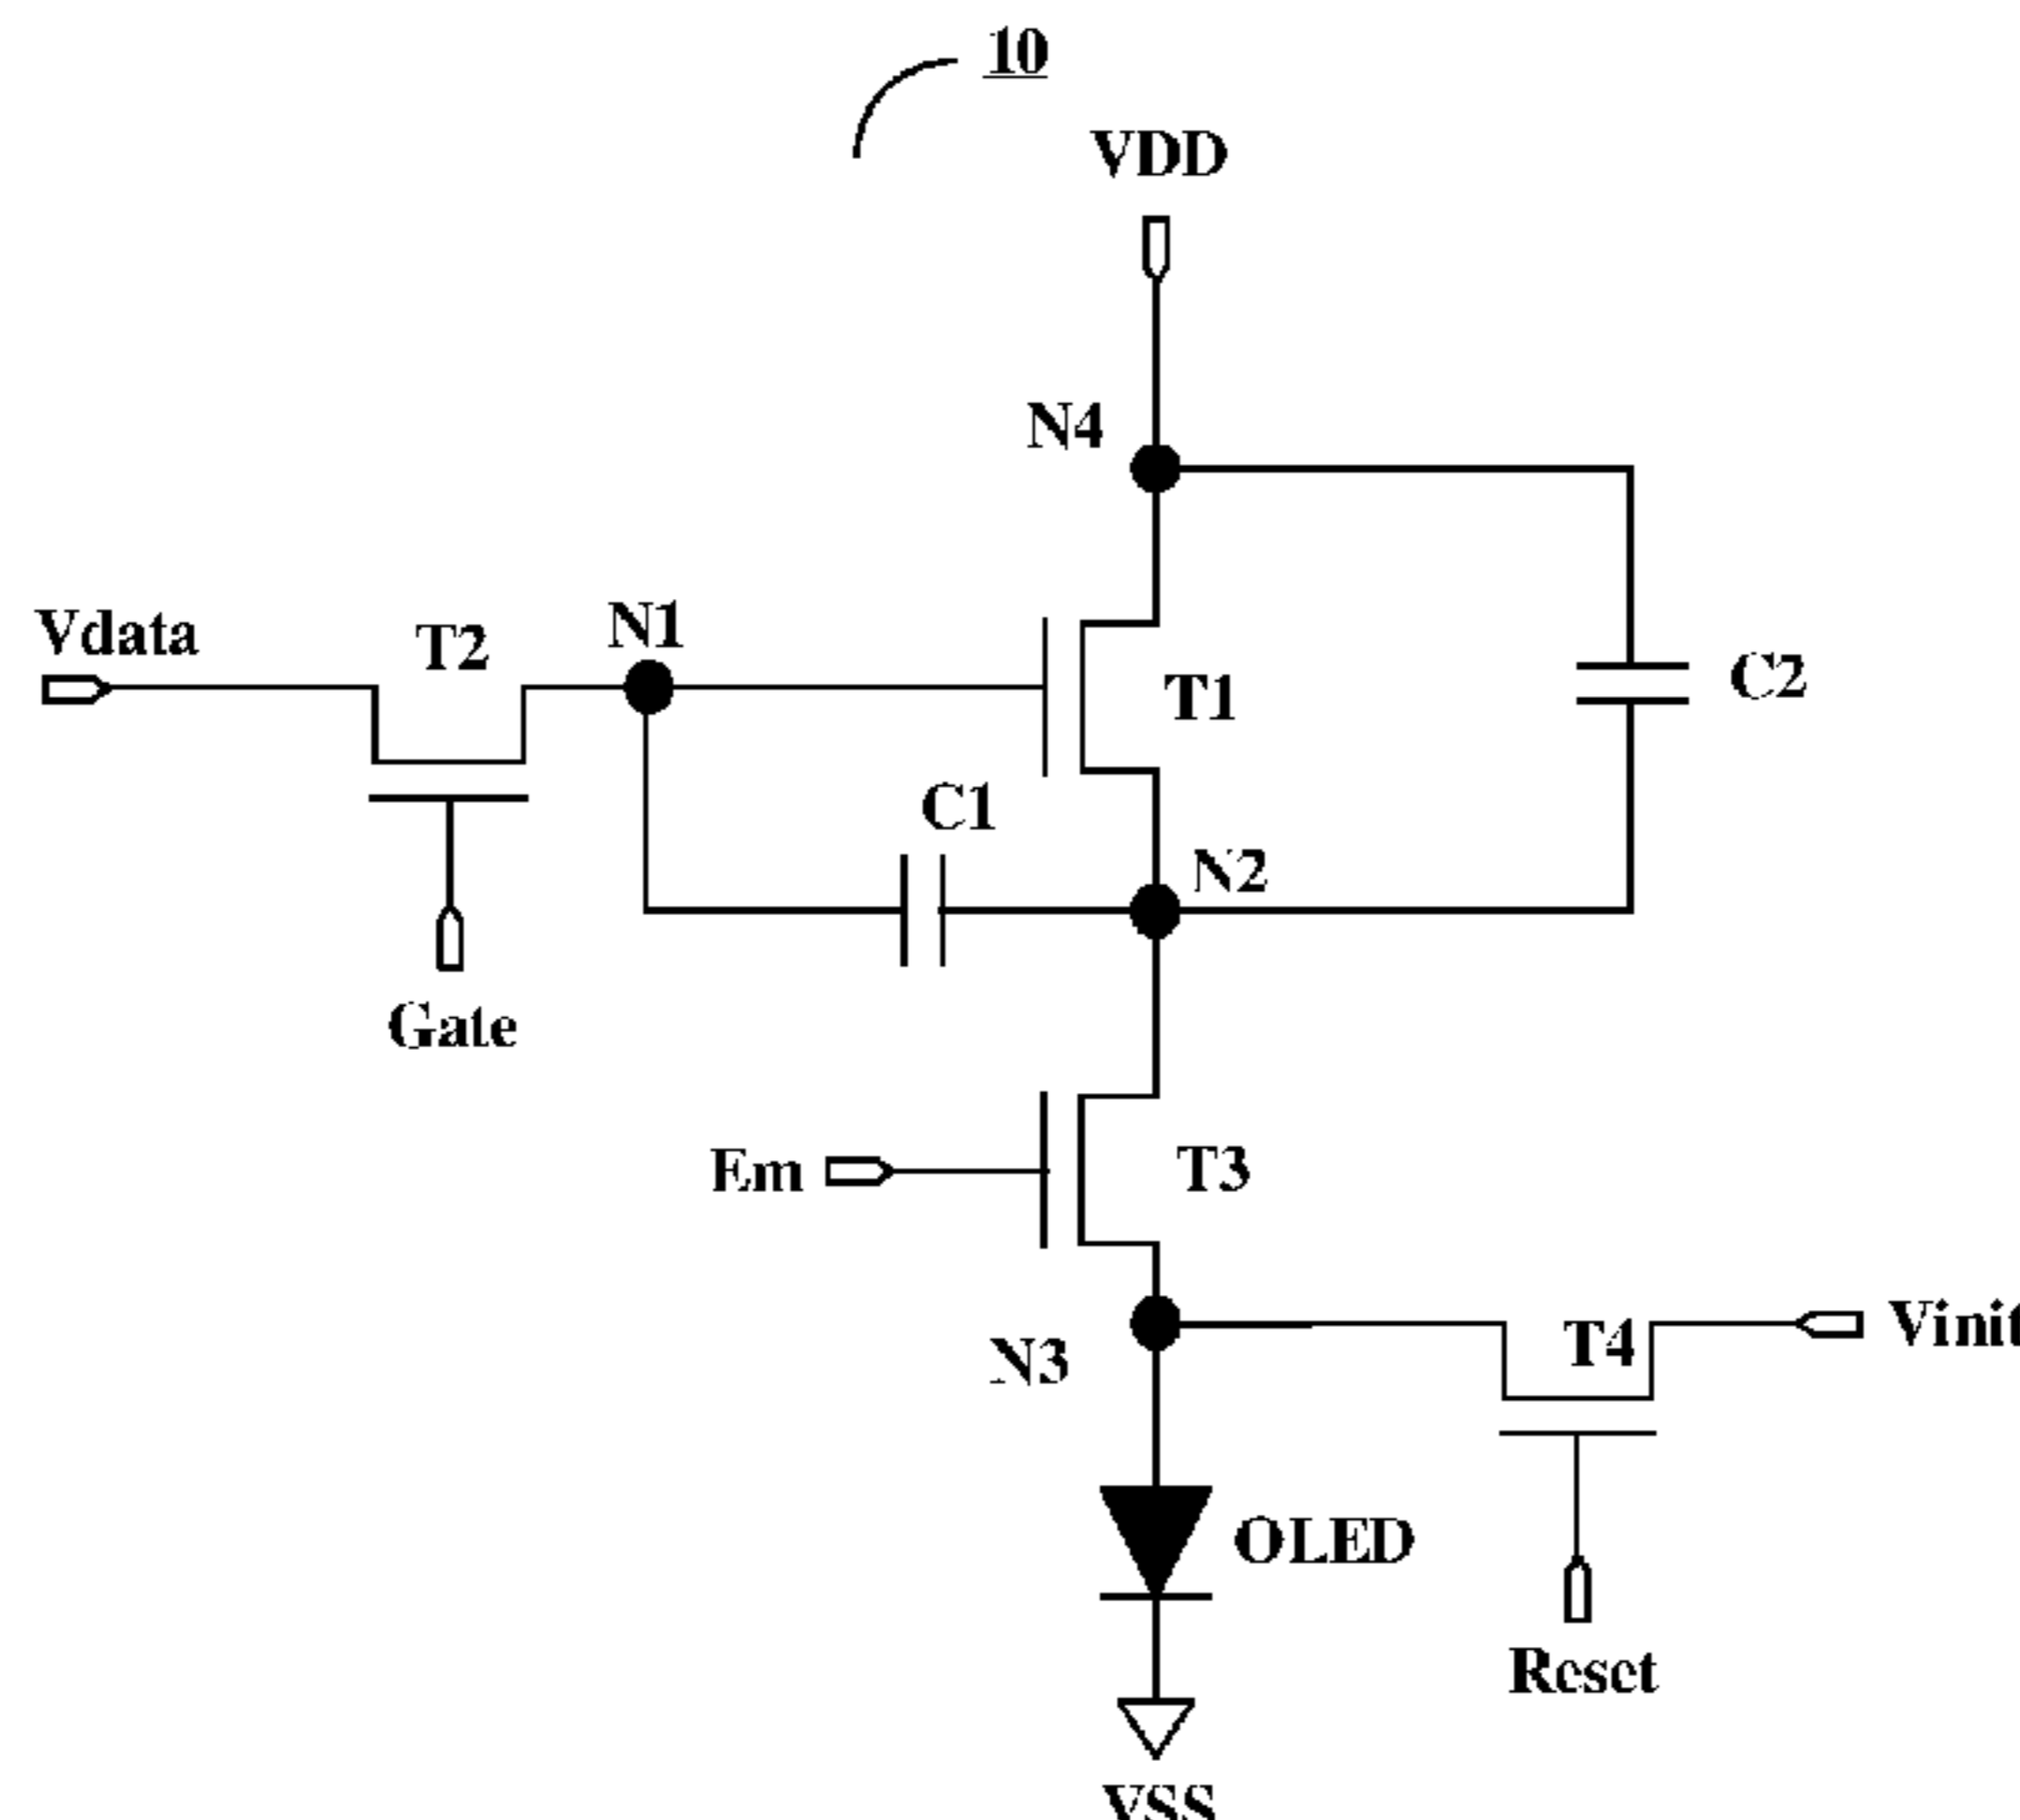 10
VDD
N4
Vdata
T2
N1
T1
C2
C1
N2
Gate
Em
T3
N3
T4
Vinit
OLED
Reset
VSS